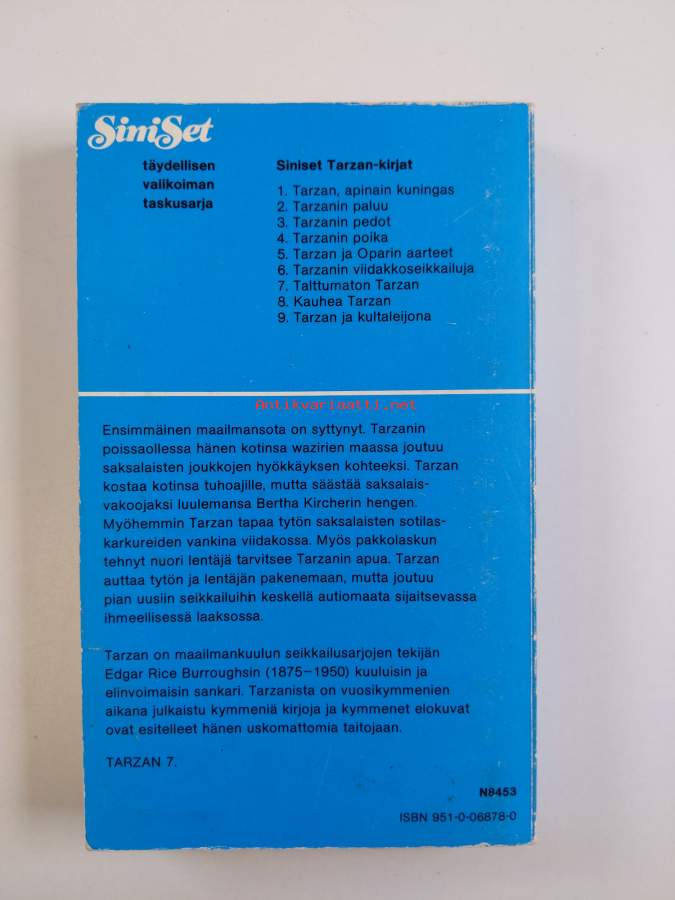 SiniSet
täydellisen
valikoiman
taskusarja
Siniset Tarzan-kirjat
1. Tarzan, apinain kuningas
2. Tarzanin paluu
3. Tarzanin pedot
4. Tarzanin poika
5. Tarzan ja Oparin aarteet
6. Tarzanin viidakkoseikkailuja
7. Talttumaton Tarzan
8. Kauhea Tarzan
9. Tarzan ja kultaleijona
Antikvariaatti.net
Ensimmäinen maailmansota on syttynyt. Tarzanin
poissaollessa hänen kotinsa wazirien maassa joutuu
saksalaisten joukkojen hyökkäyksen kohteeksi. Tarzan
kostaa kotinsa tuhoajille, mutta säästää saksalais-
vakoojaksi luulemansa Bertha Kircherin hengen.
Myöhemmin Tarzan tapaa tytön saksalaisten sotilas-
karkureiden vankina viidakossa. Myös pakkolaskun
tehnyt nuori lentäjä tarvitsee Tarzanin apua. Tarzan
auttaa tytön ja lentäjän pakenemaan, mutta joutuu
pian uusiin seikkailuihin keskellä autiomaata sijaitsevassa
ihmeellisessä laaksossa.
Tarzan on maailmankuulun seikkailusarjojen tekijän
Edgar Rice Burroughsin (1875–1950) kuuluisin ja
elinvoimaisin sankari. Tarzanista on vuosikymmenien
aikana julkaistu kymmeniä kirjoja ja kymmenet elokuvat
ovat esitelleet hänen uskomattomia taitojaan.
TARZAN 7.
N8453
ISBN 951-0-06878-0